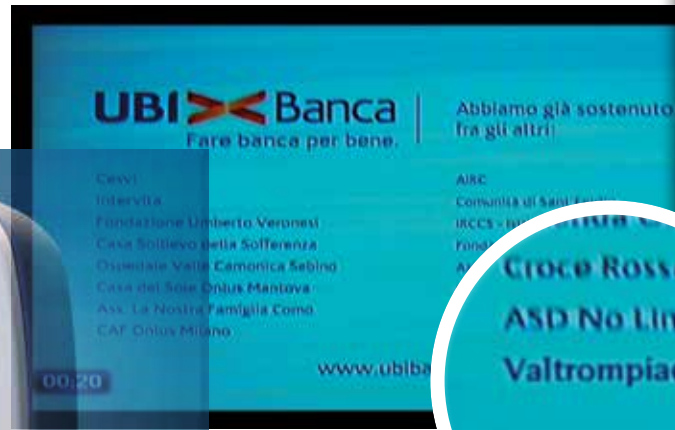 UBI Banca
Fare banca per bene.
Abbiamo già sostenuto
fra gli altri:
Cesvi
Intervita
Fondazione Umberto Veronesi
Casa Sollievo della Sofferenza
Ospedale Valle Camonica Sebino
Casa del Sole Onlus Mantova
Ass. La Nostra Famiglia Como
CAF Onlus Milano
AIRC
Comunità di Sant'
IRCCS
Croce Ross
ASD No Lim
Valtrompia
www.ubiba
00:20